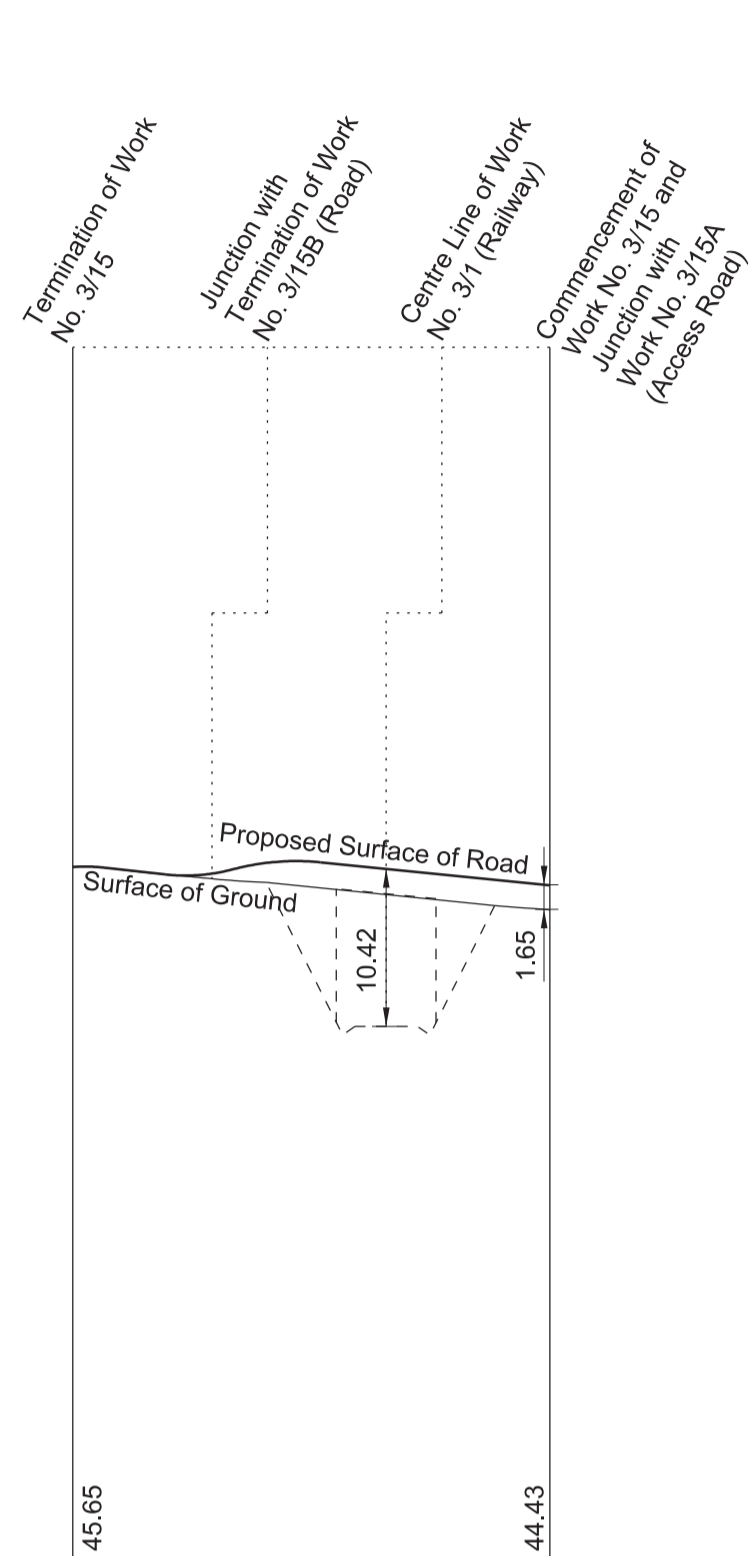 Termination of Work
No. 3/15
Junction with
Termination of Work
No. 3/15B (Road)
Centre Line of Work
No. 3/1 (Railway)
Commencement of
Work No. 3/15 and
Junction with
Work No. 3/15A
(Access Road)
Proposed Surface of Road
Surface of Ground
10.42
1.65
45.65
44.43